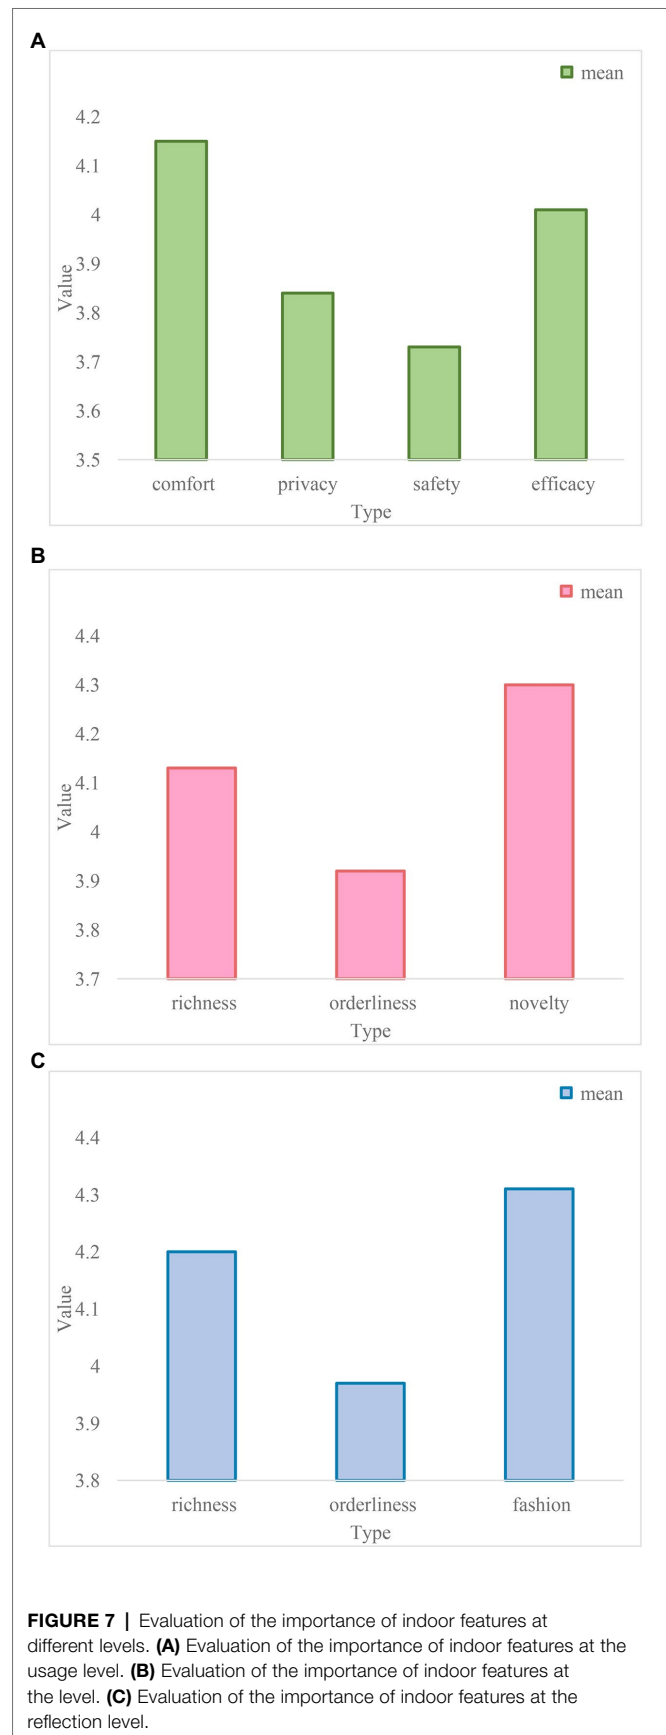 A
mean
4.2
4.1
4
3.9
3.8
3.7
3.6
3.5
Value
comfort privacy safety efficacy
Type
B
mean
4.4
4.3
4.2
4.1
4
3.9
3.8
3.7
Value
richness orderliness novelty
Type
C
mean
4.4
4.3
4.2
4.1
4
3.9
3.8
Value
richness orderliness fashion
Type
FIGURE 7 | Evaluation of the importance of indoor features at
different levels. (A) Evaluation of the importance of indoor features at the
usage level. (B) Evaluation of the importance of indoor features at
the level. (C) Evaluation of the importance of indoor features at the
reflection level.